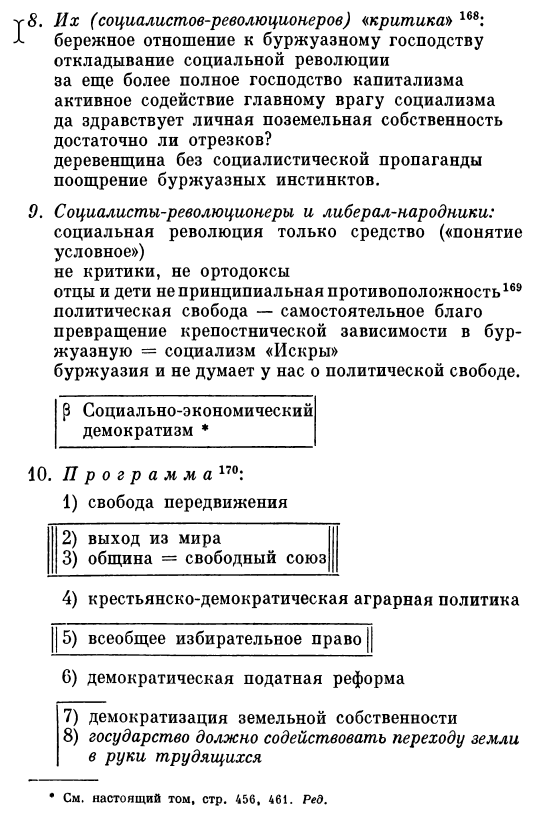 8. Их (социалистов-революционеров) «критика» 168:
бережное отношение к буржуазному господству
откладывание социальной революции
за еще более полное господство капитализма
активное содействие главному врагу социализма
да здравствует личная поземельная собственность
достаточно ли отрезков?
деревенщина без социалистической пропаганды
поощрение буржуазных инстинктов.
9. Социалисты-революционеры и либерал-народники:
социальная революция только средство («понятие
условное»)
не критики, не ортодоксы
отцы и дети не принципиальная противоположность 169
политическая свобода — самостоятельное благо
превращение крепостнической зависимости в бур-
жуазную = социализм «Искры»
буржуазия и не думает у нас о политической свободе.
β Социально-экономический
демократизм *
10. Программа 170:
1) свобода передвижения
2) выход из мира
3) община = свободный союз
4) крестьянско-демократическая аграрная политика
5) всеобщее избирательное право
6) демократическая податная реформа
7) демократизация земельной собственности
8) государство должно содействовать переходу земли
в руки трудящихся
* См. настоящий том, стр. 456, 461. Ред.